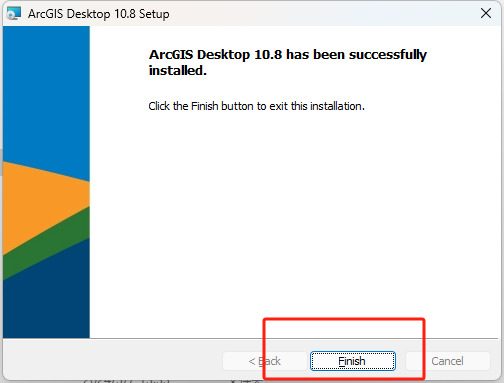 ArcGIS Desktop 10.8 Setup
ArcGIS Desktop 10.8 has been successfully
installed.
Click the Finish button to exit this installation.
< Back Finish Cancel